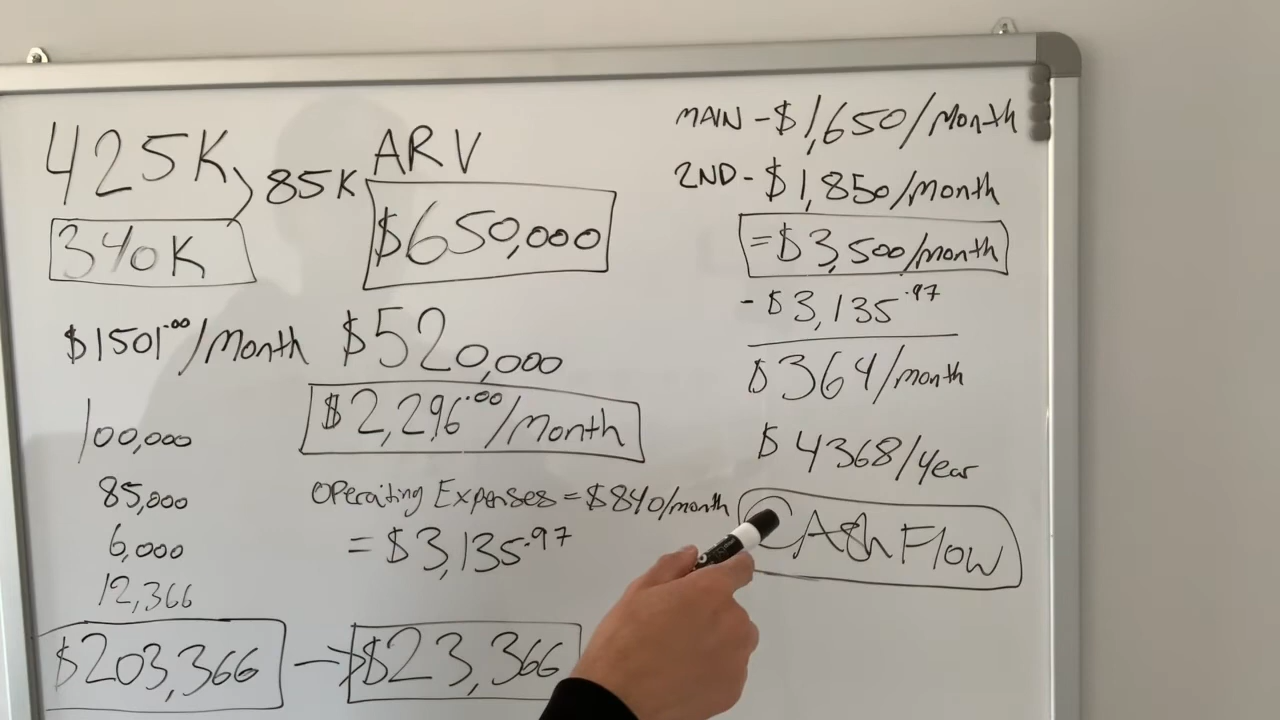 425K
85K
340K
$1501.00/Month
100,000
85,000
6,000
12,366
$203,366
ARV
$650,000
$520,000
$2,296.00/Month
Operating Expenses = $840/month
= $3,135.97
$23,366
MAIN - $1,650/Month
2ND - $1,850/month
= $3,500/month
- $3,135.97
$364/month
$4368/year
CAsh Flow